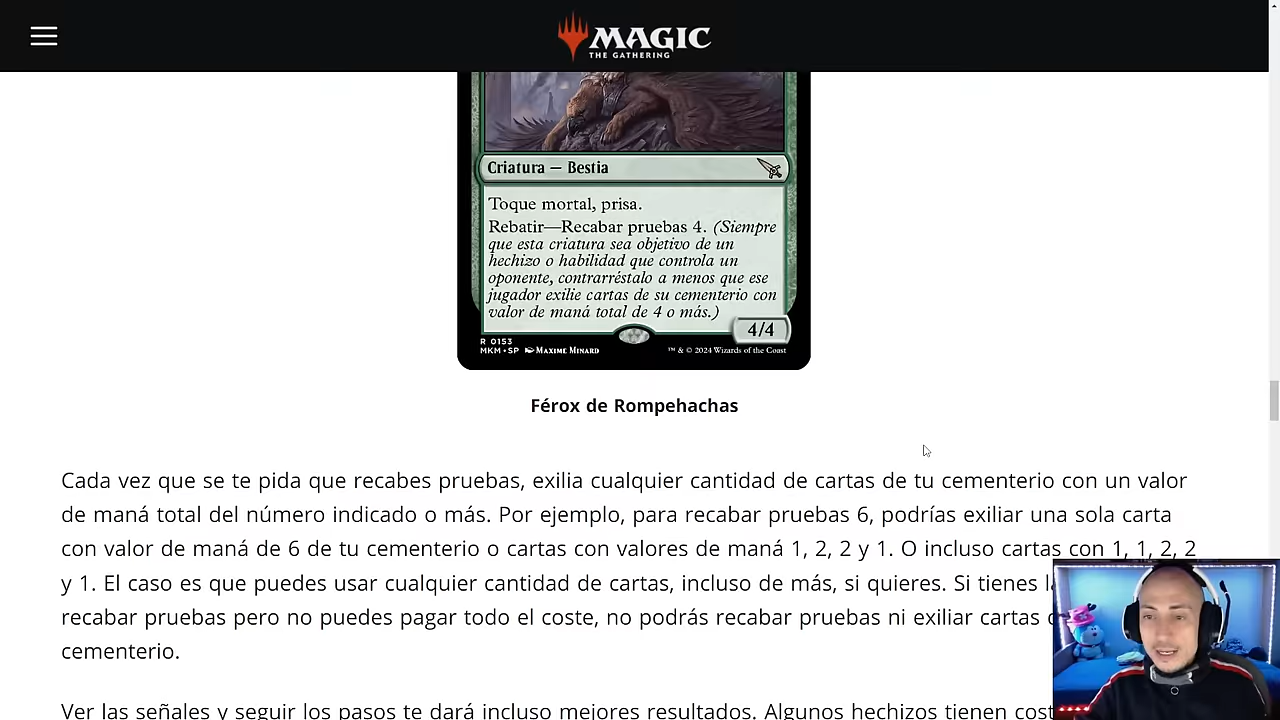 MAGIC
THE GATHERING
Criatura — Bestia
Toque mortal, prisa.
Rebatir—Recabar pruebas 4. (Siempre
que esta criatura sea objetivo de un
hechizo o habilidad que controla un
oponente, contrarréstalo a menos que ese
jugador exilie cartas de su cementerio con
valor de maná total de 4 o más.)
4/4
R 0153
MKM • SP MAXIME MINARD
™ & © 2024 Wizards of the Coast
Férox de Rompehachas
Cada vez que se te pida que recabes pruebas, exilia cualquier cantidad de cartas de tu cementerio con un valor
de maná total del número indicado o más. Por ejemplo, para recabar pruebas 6, podrías exiliar una sola carta
con valor de maná de 6 de tu cementerio o cartas con valores de maná 1, 2, 2 y 1. O incluso cartas con 1, 1, 2, 2
y 1. El caso es que puedes usar cualquier cantidad de cartas, incluso de más, si quieres. Si tienes
recabar pruebas pero no puedes pagar todo el coste, no podrás recabar pruebas ni exiliar cartas
cementerio.
Ver las señales y seguir los pasos te dará incluso mejores resultados. Algunos hechizos tienen